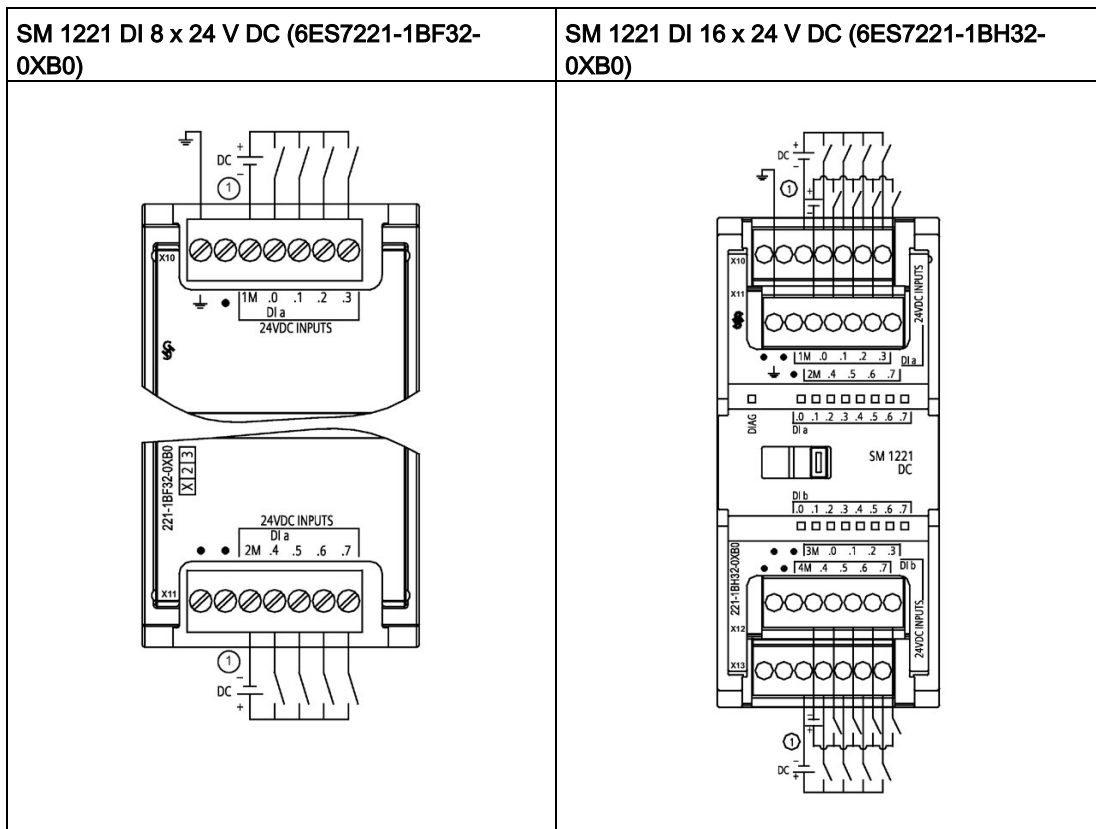 SM 1221 DI 8 x 24 V DC (6ES7221-1BF32-
0XB0)
DC
+
−
1
X10
1M .0 .1 .2 .3
DI a
24VDC INPUTS
221-1BF32-0XB0
X 2 3
24VDC INPUTS
DI a
2M .4 .5 .6 .7
X11
1
−
DC
+
SM 1221 DI 16 x 24 V DC (6ES7221-1BH32-
0XB0)
DC
+
−
1
+
−
X10
X11
24VDC INPUTS
1M .0 .1 .2 .3 DI a
2M .4 .5 .6 .7
DIAG
.0 .1 .2 .3 .4 .5 .6 .7
DI a
SM 1221
DC
DI b
.0 .1 .2 .3 .4 .5 .6 .7
3M .0 .1 .2 .3
4M .4 .5 .6 .7 DI b
221-1BH32-0XB0
24VDC INPUTS
X12
X13
−
+
1
−
DC
+